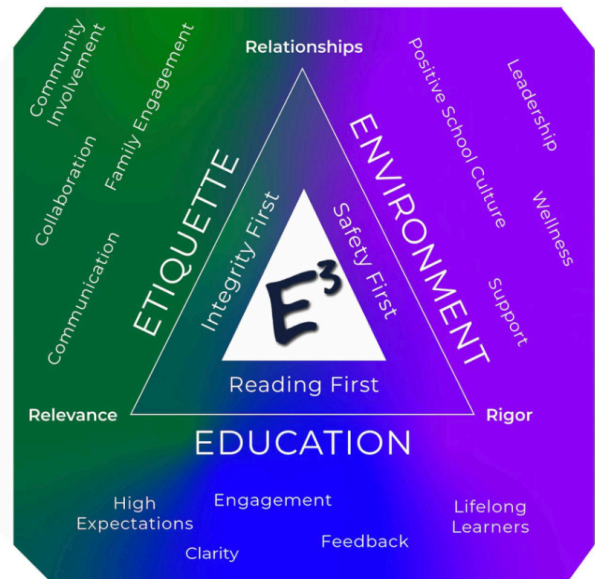 Relationships
Community
Involvement
Family Engagement
Collaboration
Communication
ETIQUETTE
Integrity First
Positive School Culture
Leadership
Wellness
Support
ENVIRONMENT
Safety First
E³
Reading First
Relevance
Rigor
EDUCATION
High
Expectations
Engagement
Clarity
Feedback
Lifelong
Learners